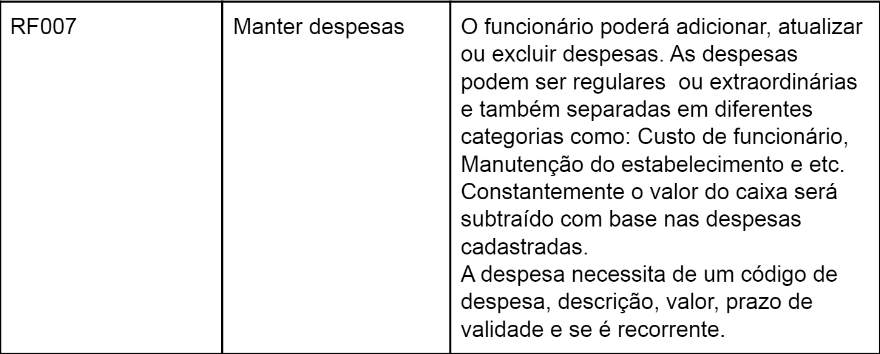 RF007
Manter despesas
O funcionário poderá adicionar, atualizar
ou excluir despesas. As despesas
podem ser regulares  ou extraordinárias
e também separadas em diferentes
categorias como: Custo de funcionário,
Manutenção do estabelecimento e etc.
Constantemente o valor do caixa será
subtraído com base nas despesas
cadastradas.
A despesa necessita de um código de
despesa, descrição, valor, prazo de
validade e se é recorrente.